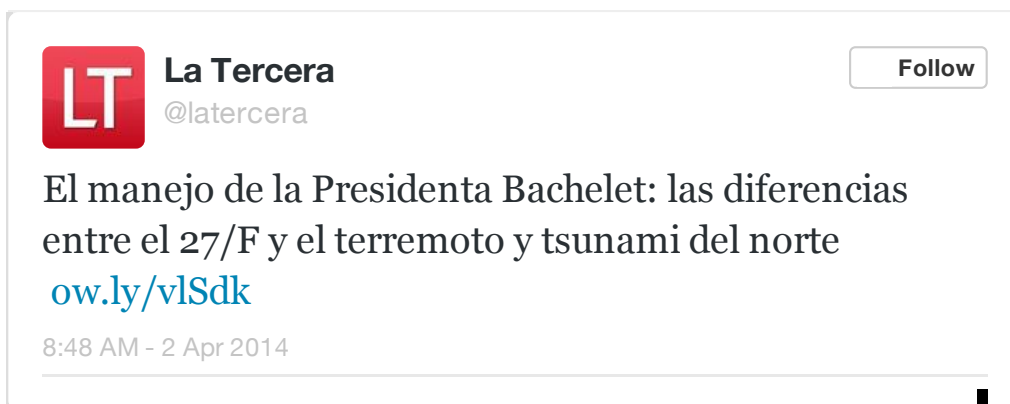 LT
La Tercera
Follow
@latercera
El manejo de la Presidenta Bachelet: las diferencias
entre el 27/F y el terremoto y tsunami del norte
ow.ly/vlSdk
8:48 AM - 2 Apr 2014